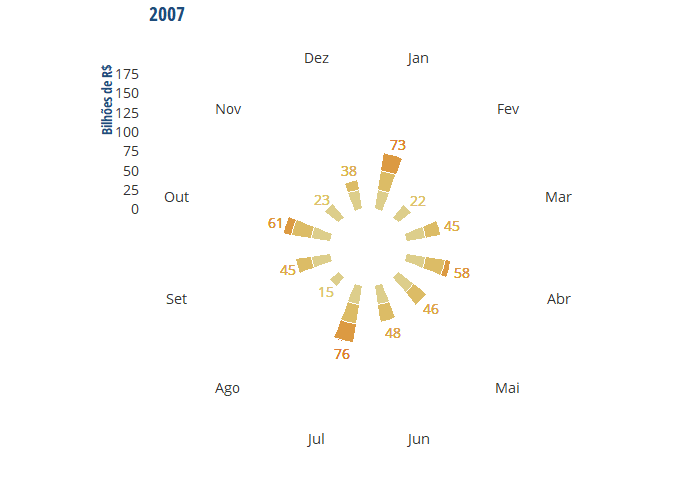 2007
Dez
Jan
175
150
125
100
75
50
25
0
Bilhões de R$
Nov
Fev
73
38
23
22
Out
Mar
61
45
45
58
15
46
Set
Abr
48
76
Ago
Mai
Jul
Jun